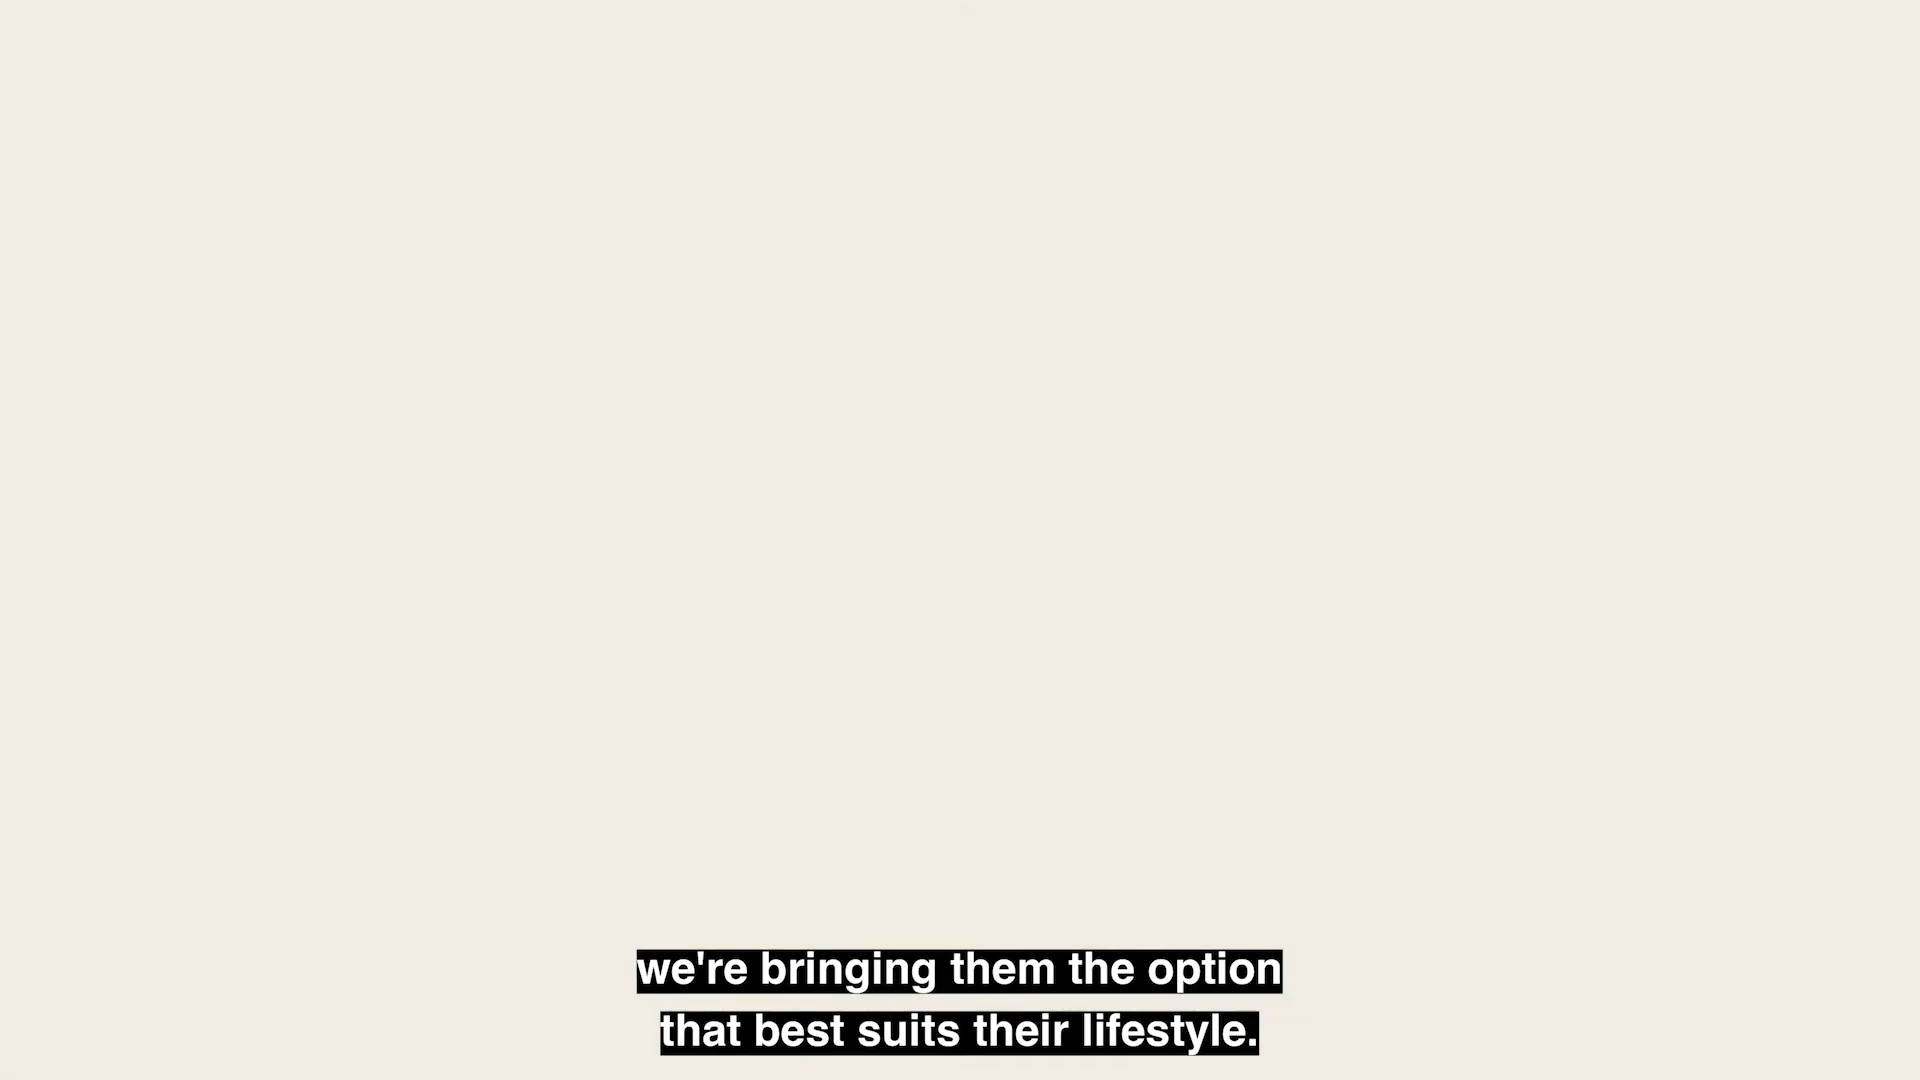 we're bringing them the option
that best suits their lifestyle.